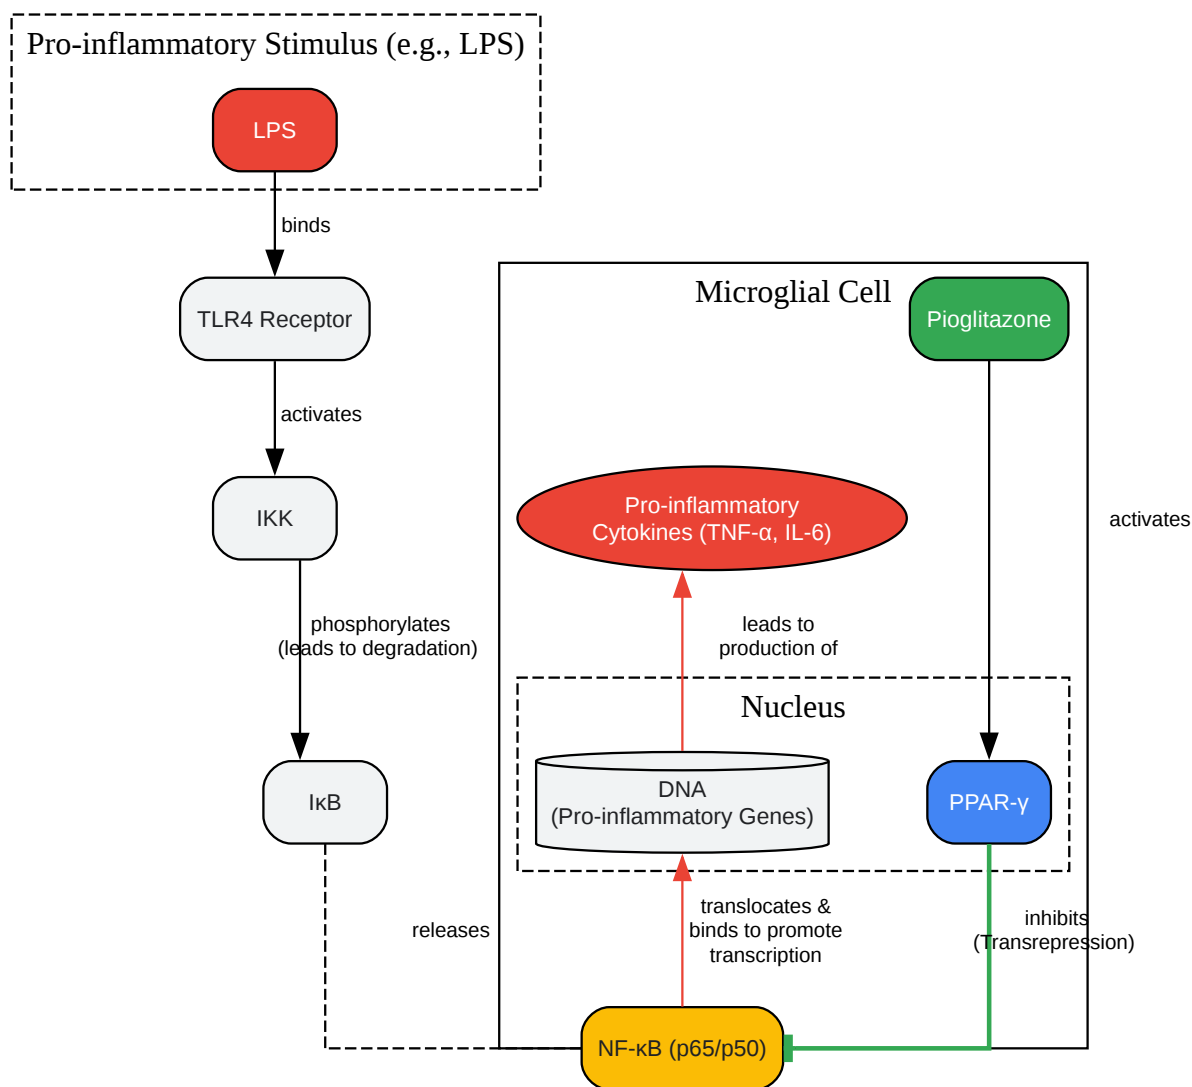 Pro-inflammatory Stimulus (e.g., LPS)
LPS
binds
TLR4 Receptor
activates
IKK
phosphorylates
(leads to degradation)
IκB
releases
Microglial Cell
Pioglitazone
activates
Pro-inflammatory
Cytokines (TNF-α, IL-6)
leads to
production of
Nucleus
DNA
(Pro-inflammatory Genes)
PPAR-γ
translocates &
binds to promote
transcription
inhibits
(Transrepression)
NF-κB (p65/p50)